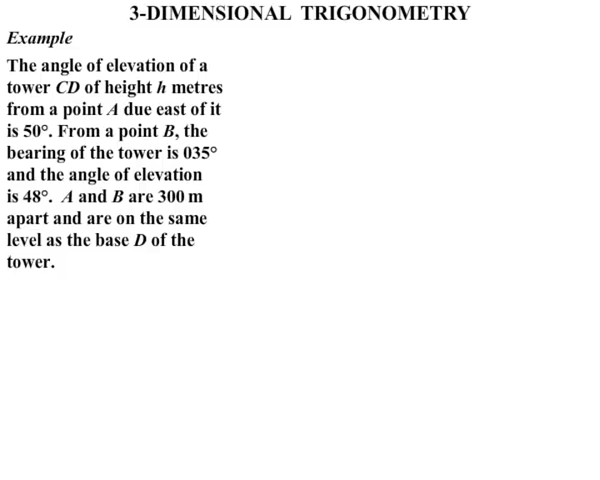 3-DIMENSIONAL TRIGONOMETRY
Example
The angle of elevation of a
tower CD of height h metres
from a point A due east of it
is 50°. From a point B, the
bearing of the tower is 035°
and the angle of elevation
is 48°. A and B are 300 m
apart and are on the same
level as the base D of the
tower.